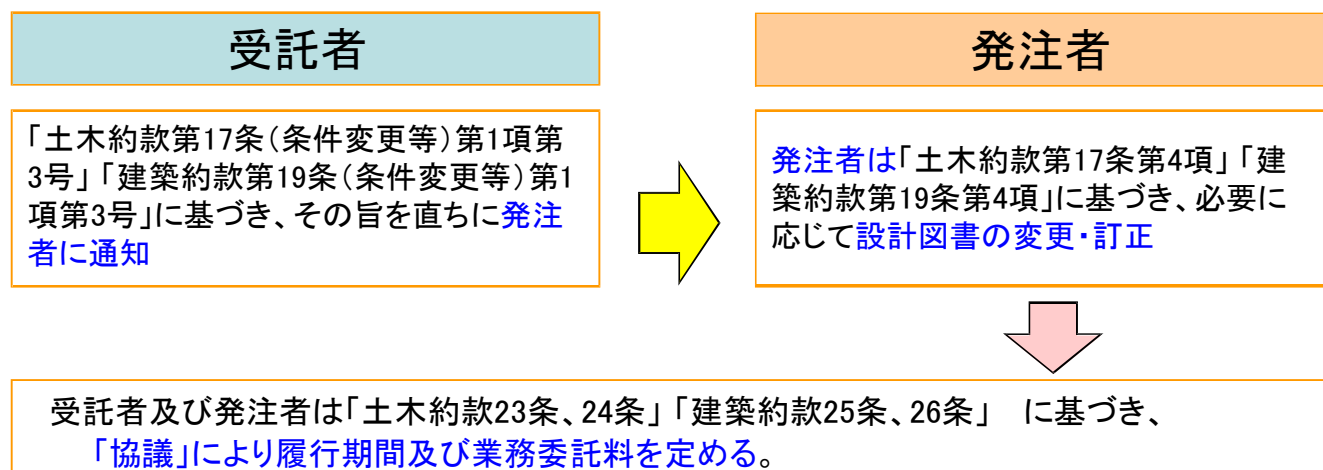 受託者
発注者
「土木約款第17条(条件変更等)第1項第
3号」「建築約款第19条(条件変更等)第1
項第3号」に基づき、その旨を直ちに発注
者に通知
発注者は「土木約款第17条第4項」「建
築約款第19条第4項」に基づき、必要に
応じて設計図書の変更・訂正
受託者及び発注者は「土木約款23条、24条」「建築約款25条、26条」 に基づき、
「協議」により履行期間及び業務委託料を定める。